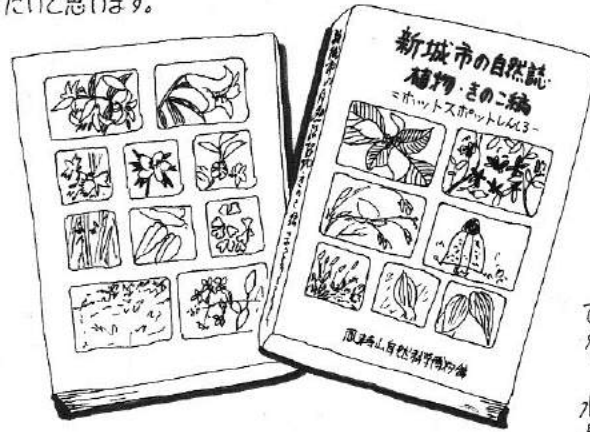 たいと思います。
新城市の自然誌
植物・きのこ編
－ホットスポットしんしろ－
鳳来寺山自然科学博物館